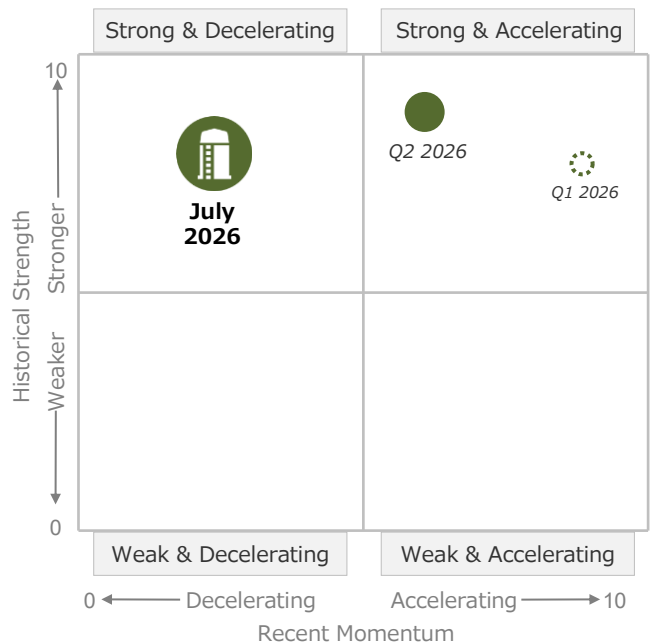 Strong & Decelerating
Strong & Accelerating
10
Q2 2026
Q1 2026
July
2026
Historical Strength
Stronger
Weaker
0
Weak & Decelerating
Weak & Accelerating
0
Decelerating
Accelerating
10
Recent Momentum